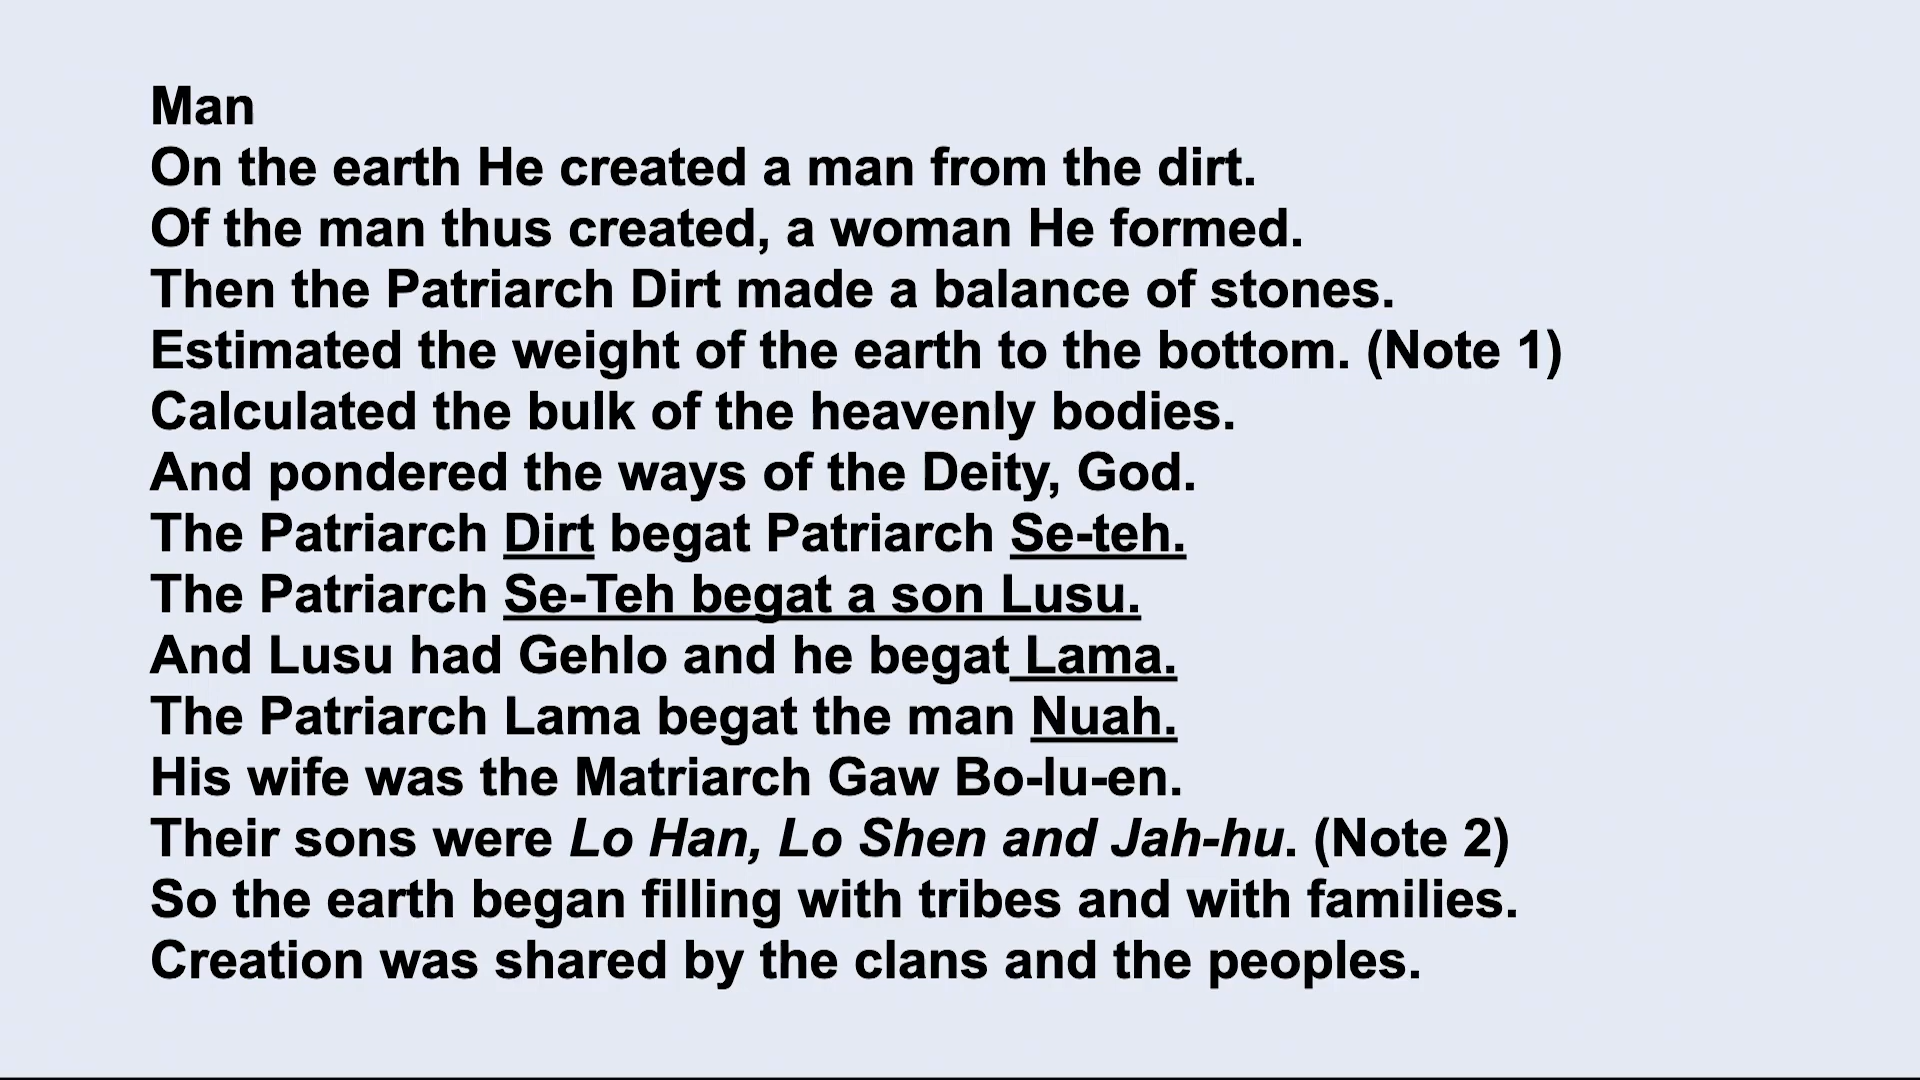 Man
On the earth He created a man from the dirt.
Of the man thus created, a woman He formed.
Then the Patriarch Dirt made a balance of stones.
Estimated the weight of the earth to the bottom. (Note 1)
Calculated the bulk of the heavenly bodies.
And pondered the ways of the Deity, God.
The Patriarch Dirt begat Patriarch Se-teh.
The Patriarch Se-Teh begat a son Lusu.
And Lusu had Gehlo and he begat Lama.
The Patriarch Lama begat the man Nuah.
His wife was the Matriarch Gaw Bo-lu-en.
Their sons were Lo Han, Lo Shen and Jah-hu. (Note 2)
So the earth began filling with tribes and with families.
Creation was shared by the clans and the peoples.